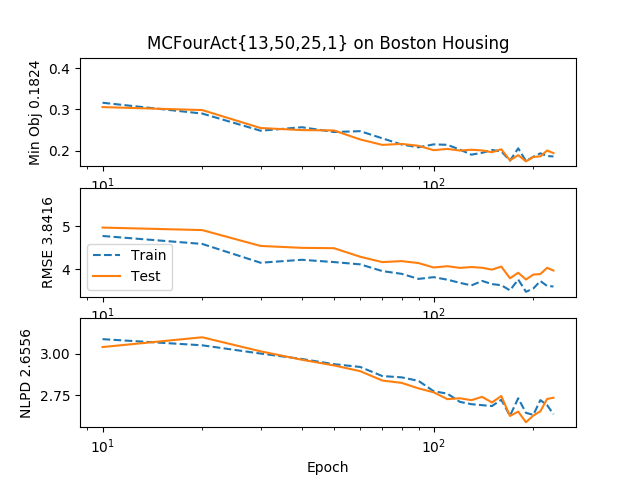 MCFourAct{13,50,25,1} on Boston Housing
Min Obj 0.1824
0.4
0.3
0.2
10¹
10²
RMSE 3.8416
5
4
Train
Test
10¹
10²
NLPD 2.6556
3.00
2.75
10¹
10²
Epoch